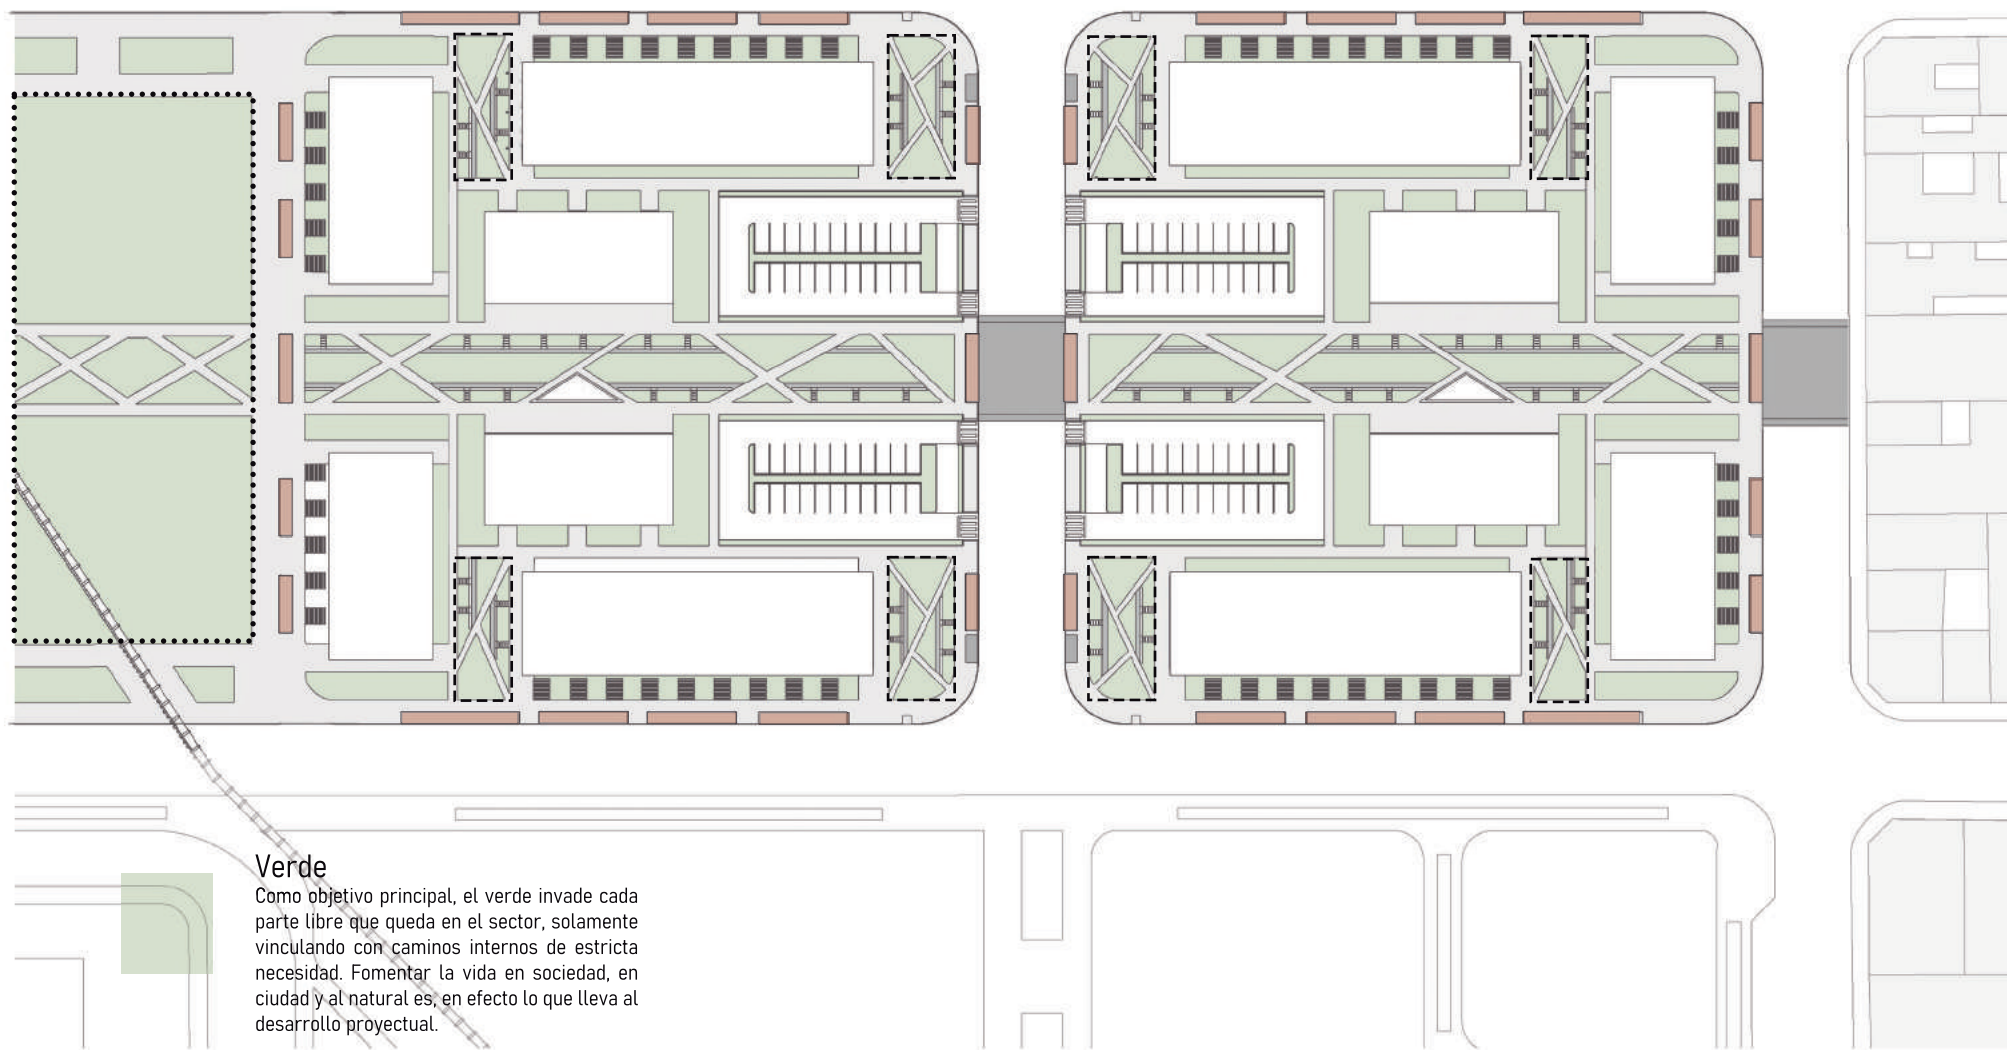 Verde
Como objetivo principal, el verde invade cada
parte libre que queda en el sector, solamente
vinculando con caminos internos de estricta
necesidad. Fomentar la vida en sociedad, en
ciudad y al natural es, en efecto lo que lleva al
desarrollo proyectual.